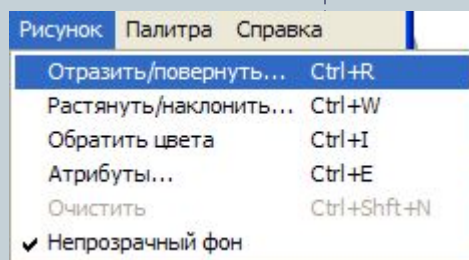 Рисунок Палитра Справка
Отразить/повернуть... Ctrl+R
Растянуть/наклонить... Ctrl+W
Обратить цвета Ctrl+I
Атрибуты... Ctrl+E
Очистить Ctrl+Shft+N
Непрозрачный фон